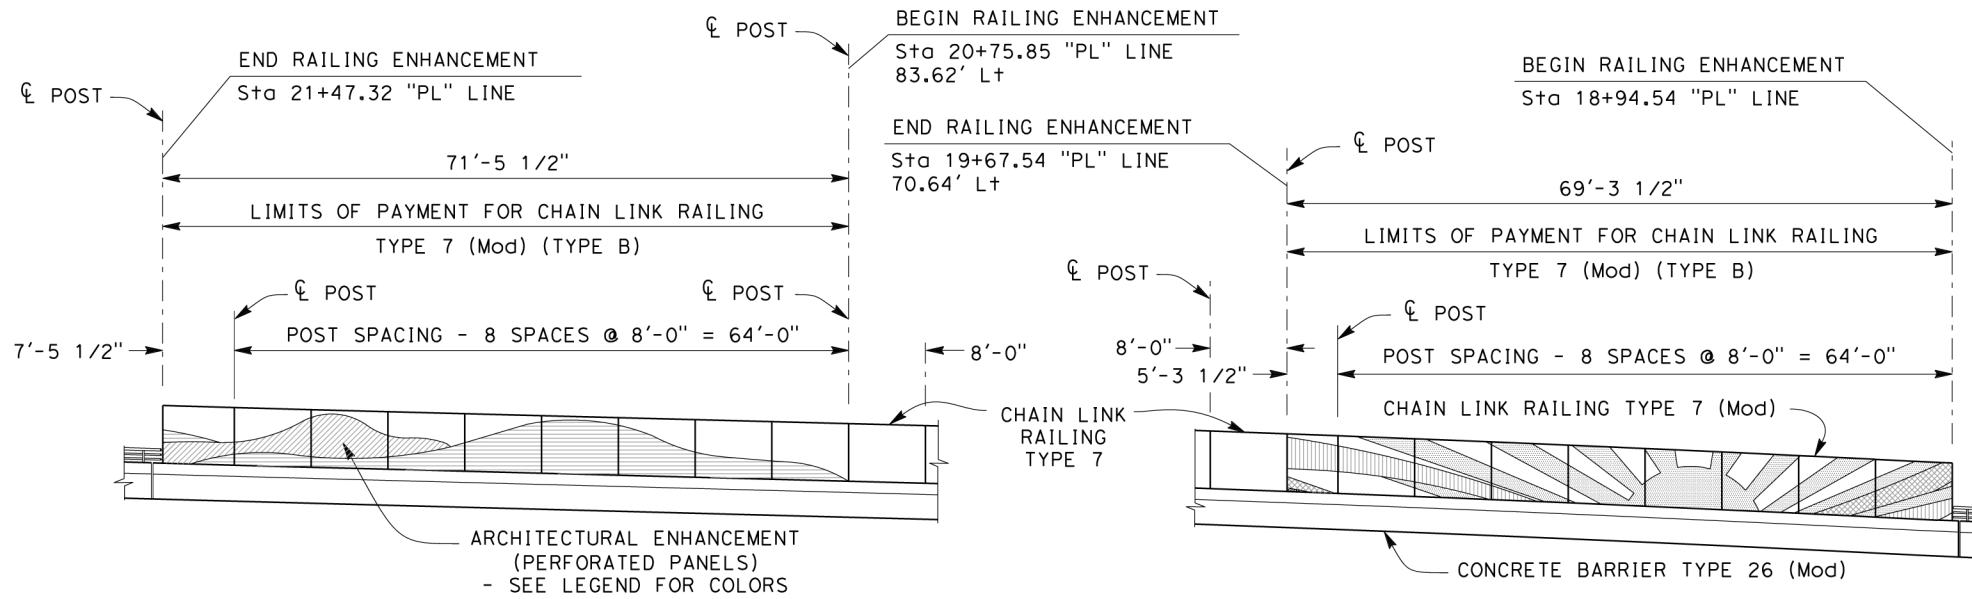 ℄ POST
BEGIN RAILING ENHANCEMENT
Sta 20+75.85 "PL" LINE
83.62' Lt
END RAILING ENHANCEMENT
Sta 21+47.32 "PL" LINE
℄ POST
BEGIN RAILING ENHANCEMENT
Sta 18+94.54 "PL" LINE
END RAILING ENHANCEMENT
Sta 19+67.54 "PL" LINE
70.64' Lt
℄ POST
71'-5 1/2"
69'-3 1/2"
LIMITS OF PAYMENT FOR CHAIN LINK RAILING
TYPE 7 (Mod) (TYPE B)
LIMITS OF PAYMENT FOR CHAIN LINK RAILING
TYPE 7 (Mod) (TYPE B)
℄ POST
℄ POST
℄ POST
℄ POST
7'-5 1/2"
POST SPACING - 8 SPACES @ 8'-0" = 64'-0"
8'-0"
8'-0"
5'-3 1/2"
POST SPACING - 8 SPACES @ 8'-0" = 64'-0"
CHAIN LINK
RAILING
TYPE 7
CHAIN LINK RAILING TYPE 7 (Mod)
ARCHITECTURAL ENHANCEMENT
(PERFORATED PANELS)
- SEE LEGEND FOR COLORS
CONCRETE BARRIER TYPE 26 (Mod)